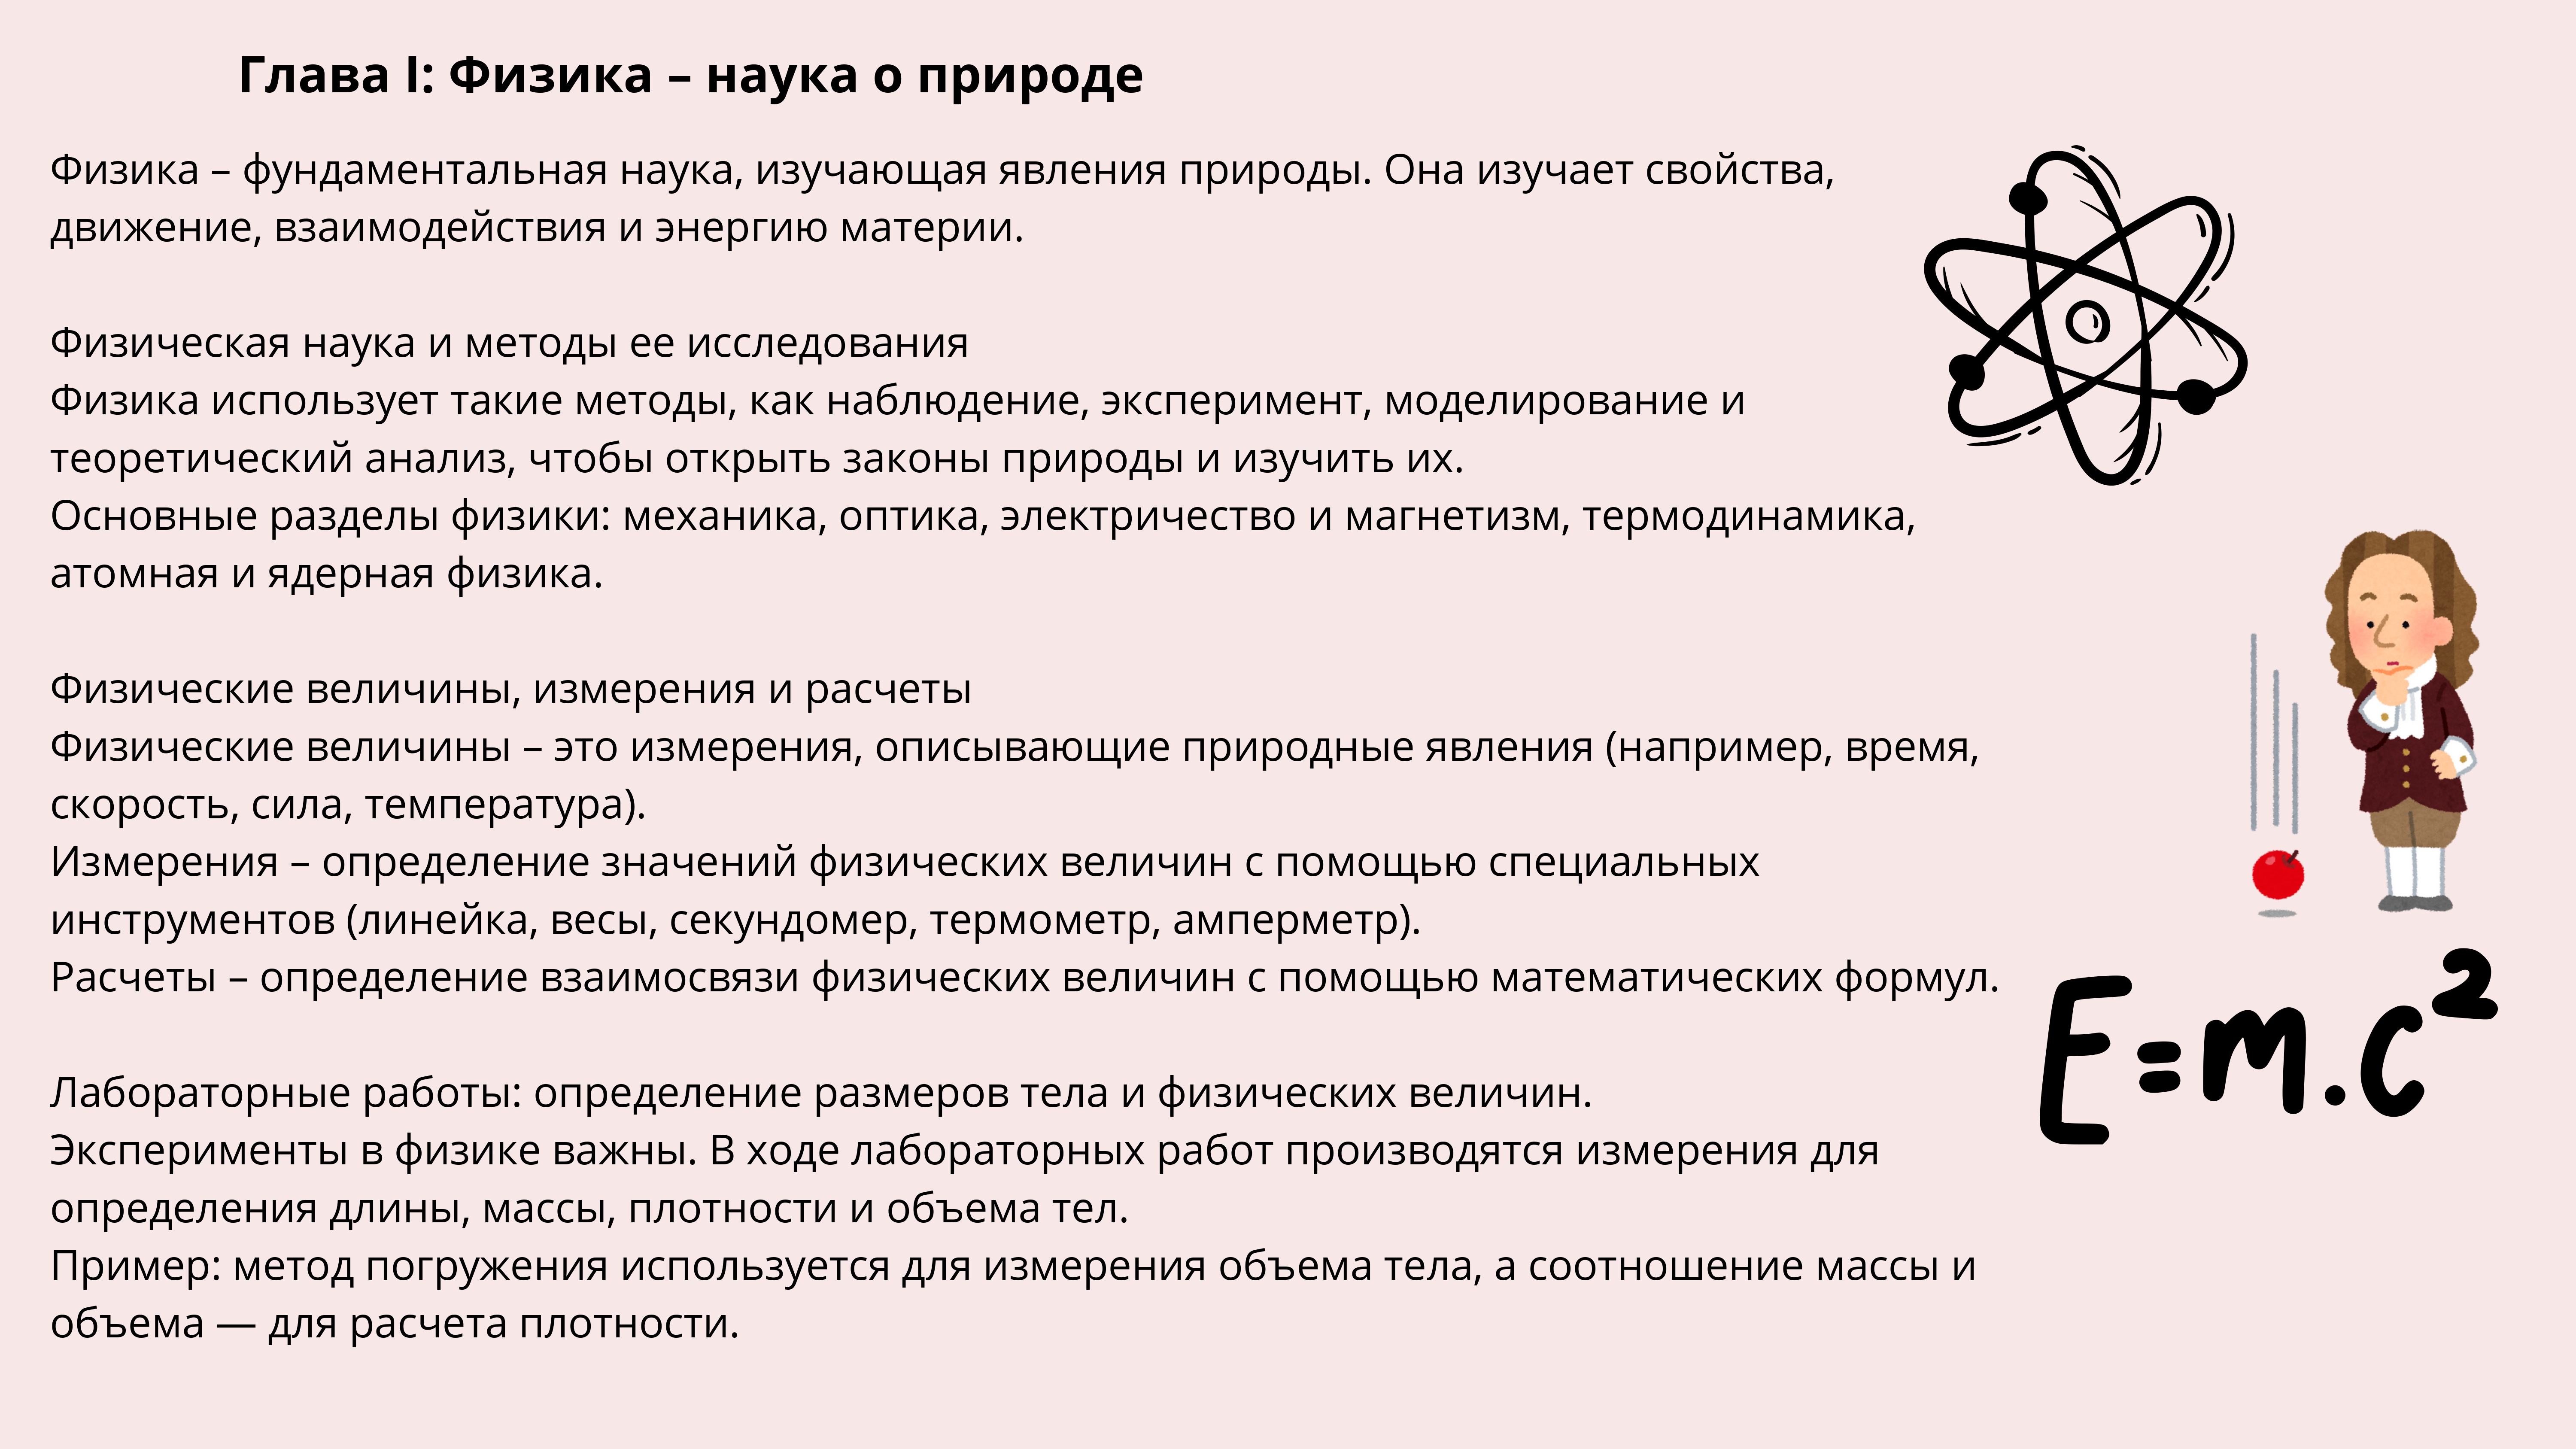 Глава I: Физика – наука о природе
Физика – фундаментальная наука, изучающая явления природы. Она изучает свойства,
движение, взаимодействия и энергию материи.
Физическая наука и методы ее исследования
Физика использует такие методы, как наблюдение, эксперимент, моделирование и
теоретический анализ, чтобы открыть законы природы и изучить их.
Основные разделы физики: механика, оптика, электричество и магнетизм, термодинамика,
атомная и ядерная физика.
Физические величины, измерения и расчеты
Физические величины – это измерения, описывающие природные явления (например, время,
скорость, сила, температура).
Измерения – определение значений физических величин с помощью специальных
инструментов (линейка, весы, секундомер, термометр, амперметр).
Расчеты – определение взаимосвязи физических величин с помощью математических формул.
E=m.c²
Лабораторные работы: определение размеров тела и физических величин.
Эксперименты в физике важны. В ходе лабораторных работ производятся измерения для
определения длины, массы, плотности и объема тел.
Пример: метод погружения используется для измерения объема тела, а соотношение массы и
объема — для расчета плотности.